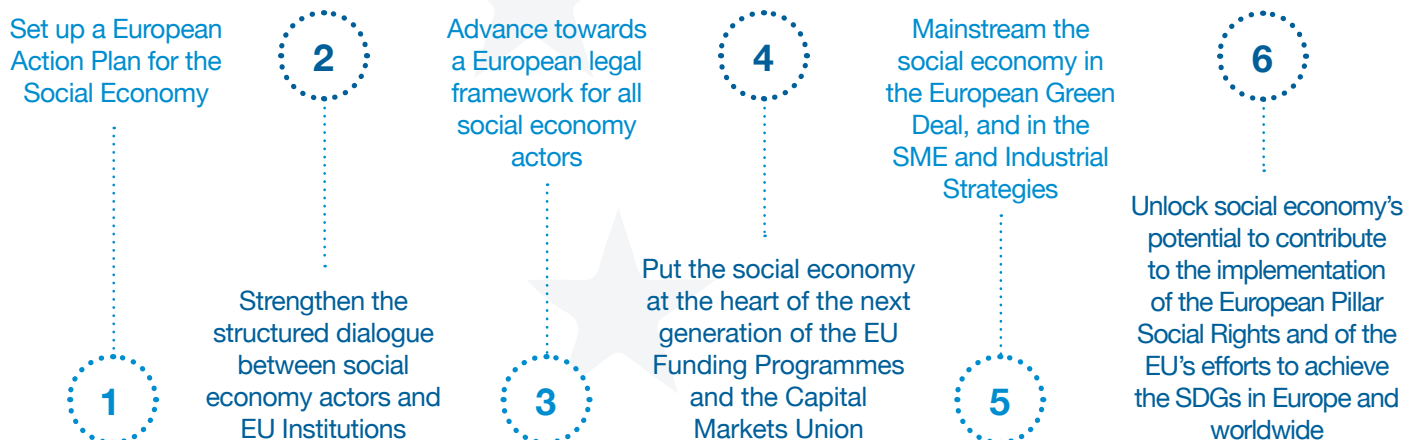 Set up a European
Action Plan for the
Social Economy
1
2
Strengthen the
structured dialogue
between social
economy actors and
EU Institutions
Advance towards
a European legal
framework for all
social economy
actors
3
4
Put the social economy
at the heart of the next
generation of the EU
Funding Programmes
and the Capital
Markets Union
Mainstream the
social economy in
the European Green
Deal, and in the
SME and Industrial
Strategies
5
6
Unlock social economy’s
potential to contribute
to the implementation
of the European Pillar
Social Rights and of the
EU’s efforts to achieve
the SDGs in Europe and
worldwide